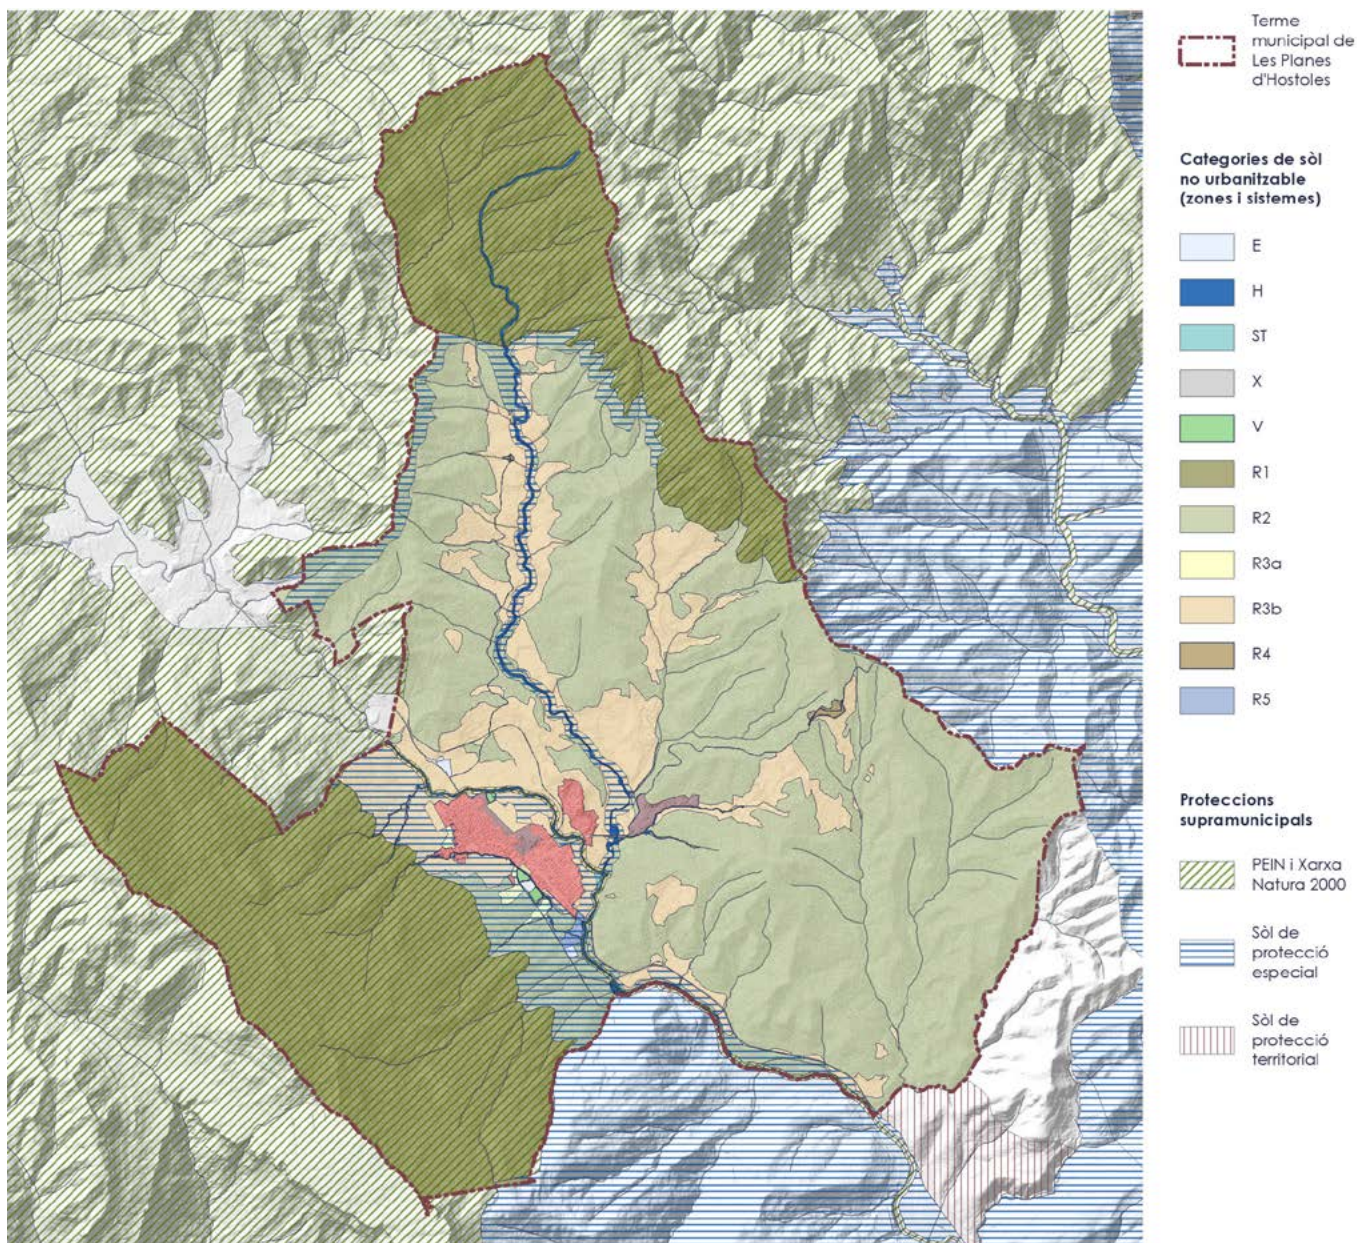 Terme
municipal de
Les Planes
d'Hostoles
Categories de sòl
no urbanitzable
(zones i sistemes)
E
H
ST
X
V
R1
R2
R3a
R3b
R4
R5
Proteccions
supramunicipals
PEIN i Xarxa
Natura 2000
Sòl de
protecció
especial
Sòl de
protecció
territorial